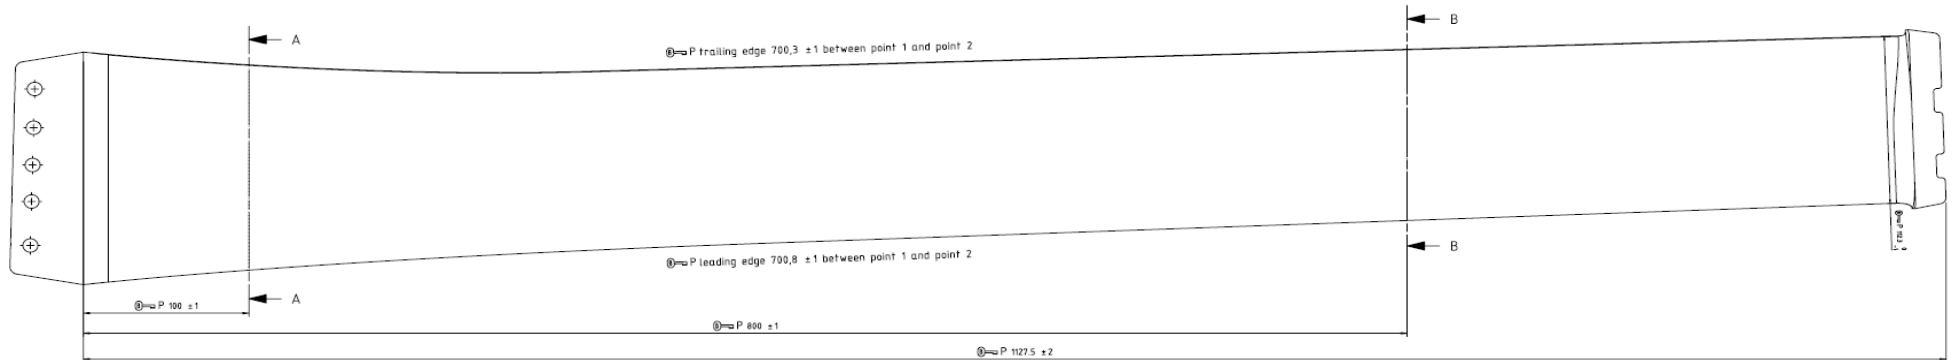 A
B
P trailing edge 700,3 ±1 between point 1 and point 2
B
P leading edge 700,8 ±1 between point 1 and point 2
A
P 100 ±1
P 800 ±1
P 1127.5 ±2